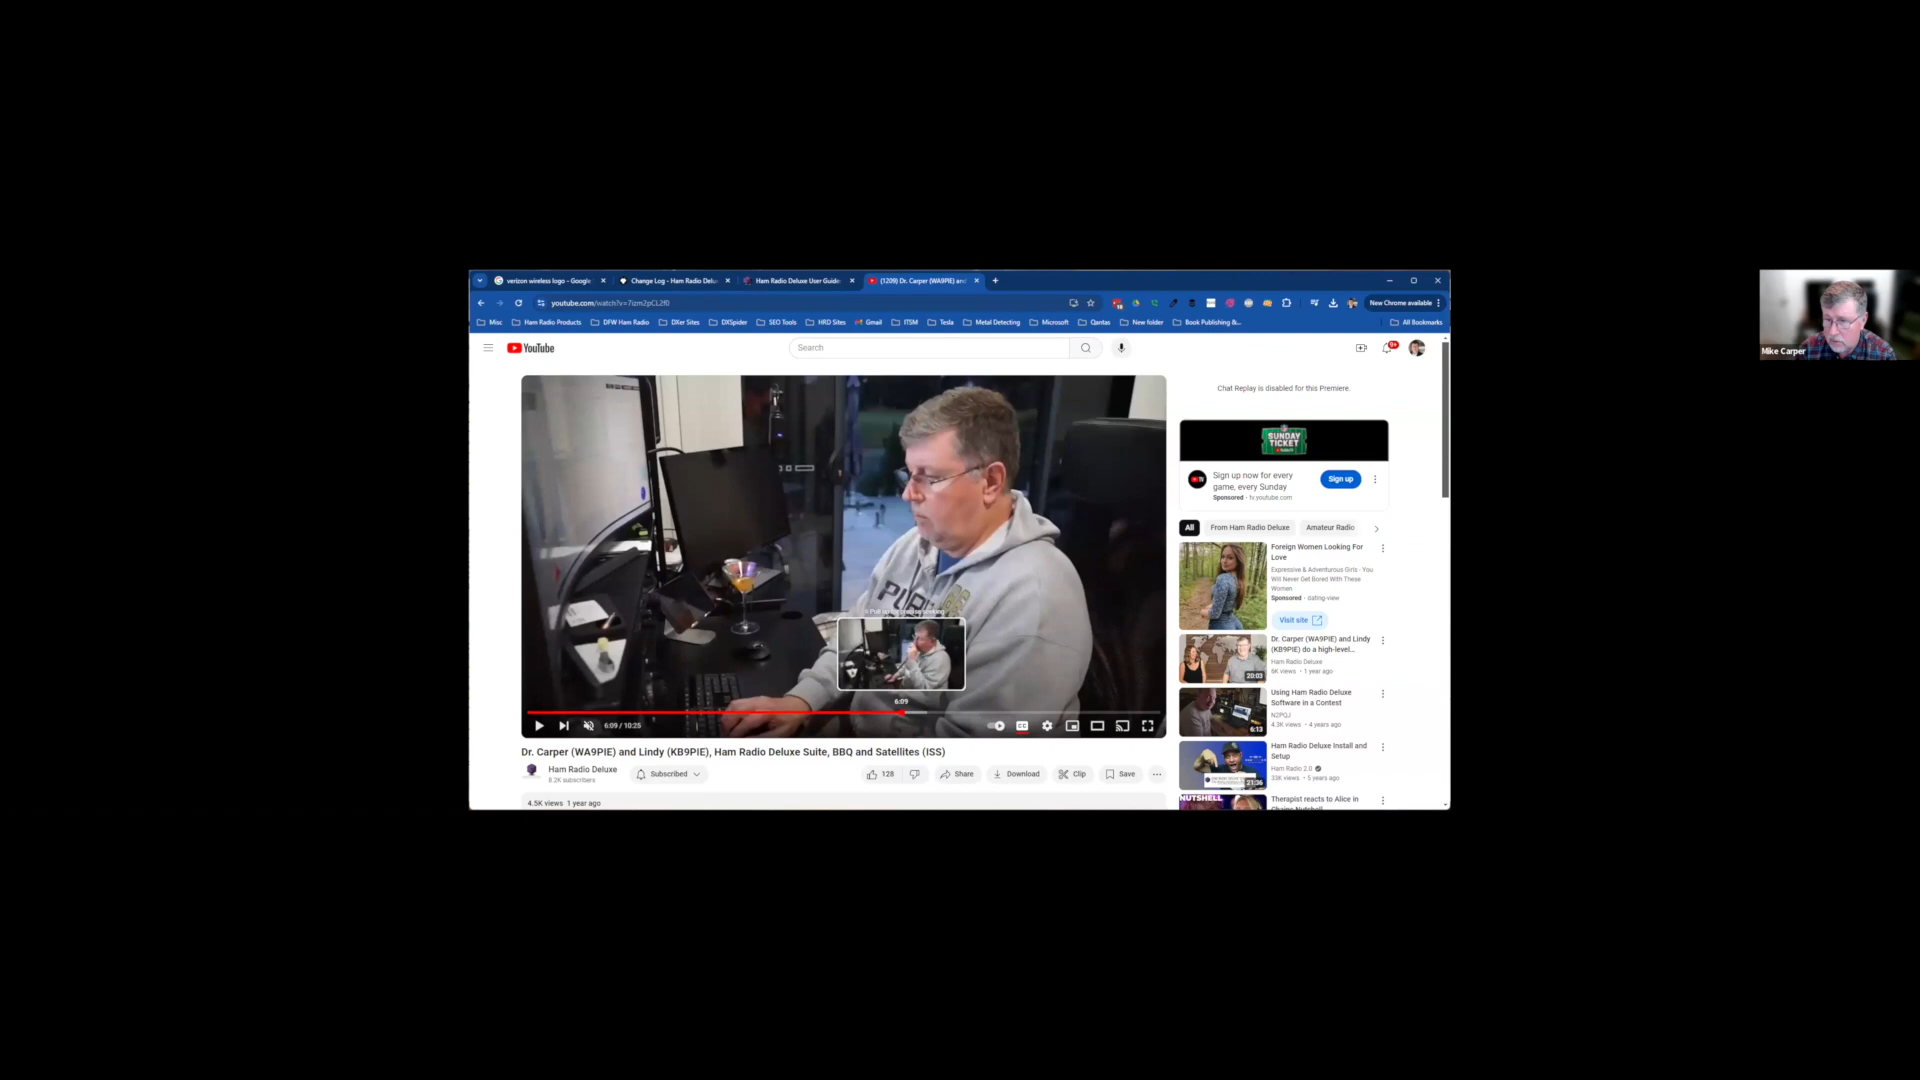 verizon wireless logo - Google
Change Log - Ham Radio Delu
Ham Radio Deluxe User Guide
(1209) Dr. Carper (WA9PIE) and
youtube.com/watch?v=7izm2pCL2f0
New Chrome available
Misc
Ham Radio Products
DFW Ham Radio
DXer Sites
DXSpider
SEO Tools
HRD Sites
Gmail
ITSM
Tesla
Metal Detecting
Microsoft
Qantas
New folder
Book Publishing &...
All Bookmarks
YouTube
Search
9+
Mike Carper
Chat Replay is disabled for this Premiere.
SUNDAY
TICKET
Sign up now for every
game, every Sunday
Sponsored · tv.youtube.com
Sign up
All
From Ham Radio Deluxe
Amateur Radio
Foreign Women Looking For
Love
Expressive & Adventurous Girls - You
Will Never Get Bored With These
Women
Sponsored · dating-view
Visit site
Dr. Carper (WA9PIE) and Lindy
(KB9PIE) do a high-level...
Ham Radio Deluxe
6K views · 1 year ago
20:03
Using Ham Radio Deluxe
Software in a Contest
N2PQJ
4.3K views · 4 years ago
6:13
Ham Radio Deluxe Install and
Setup
Ham Radio 2.0
33K views · 5 years ago
21:36
Therapist reacts to Alice in
NUTSHELL
6:09
6:09 / 10:25
Dr. Carper (WA9PIE) and Lindy (KB9PIE), Ham Radio Deluxe Suite, BBQ and Satellites (ISS)
Ham Radio Deluxe
8.2K subscribers
Subscribed
128
Share
Download
Clip
Save
4.5K views 1 year ago